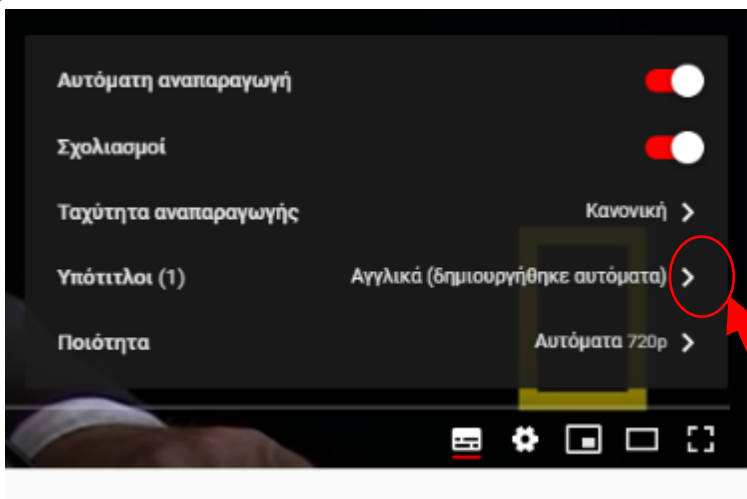 Αυτόματη αναπαραγωγή
Σχολιασμοί
Ταχύτητα αναπαραγωγής Κανονική
Υπότιτλοι (1) Αγγλικά (δημιουργήθηκε αυτόματα)
Ποιότητα Αυτόματα 720p